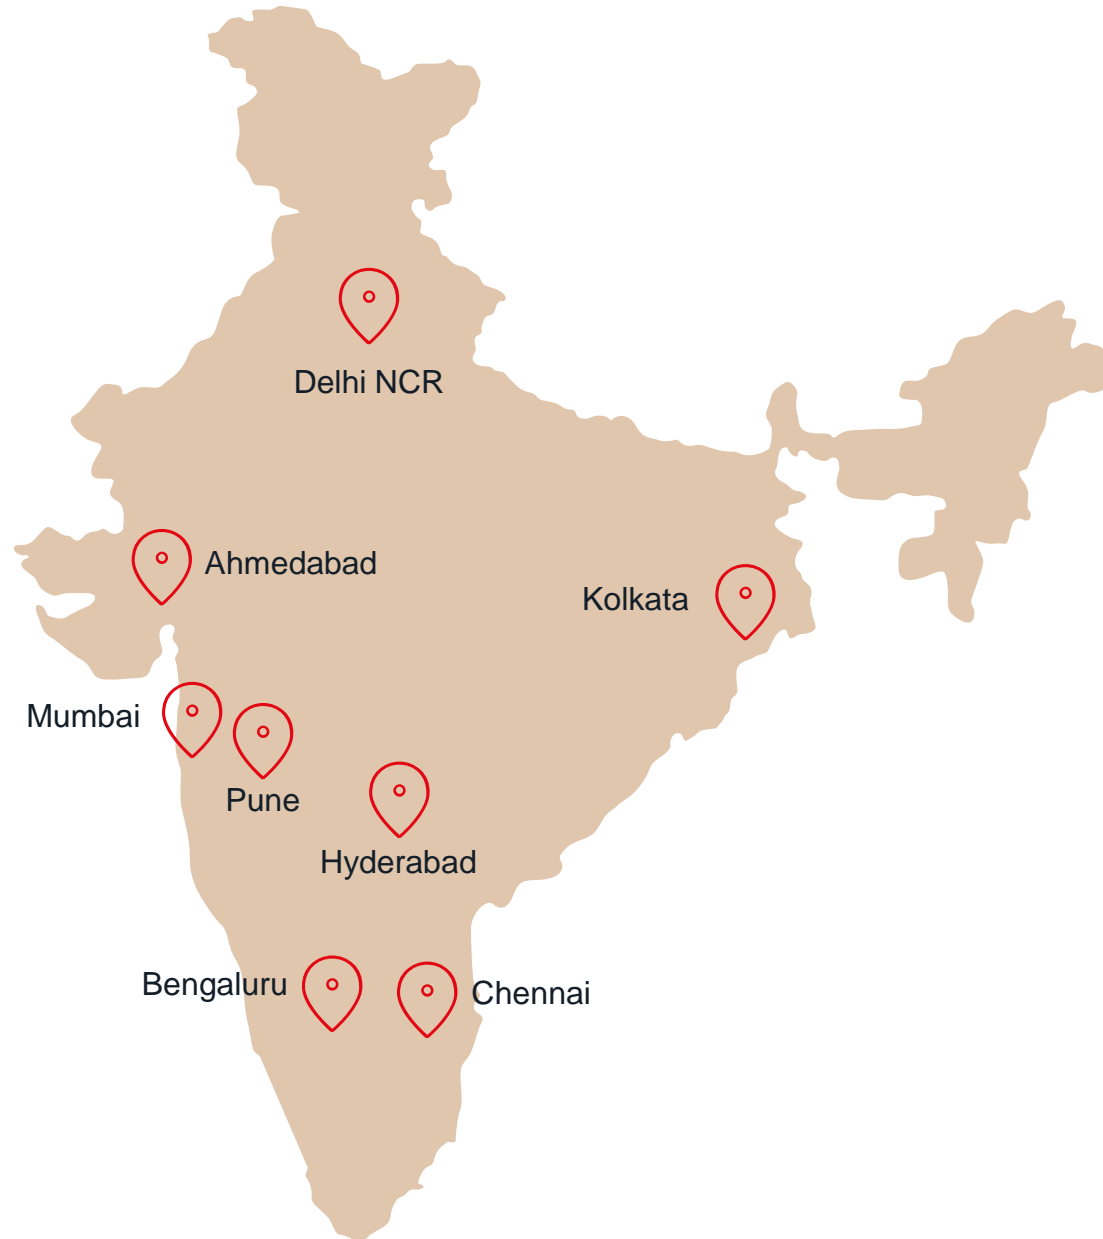 Delhi NCR
Ahmedabad
Kolkata
Mumbai
Pune
Hyderabad
Bengaluru
Chennai